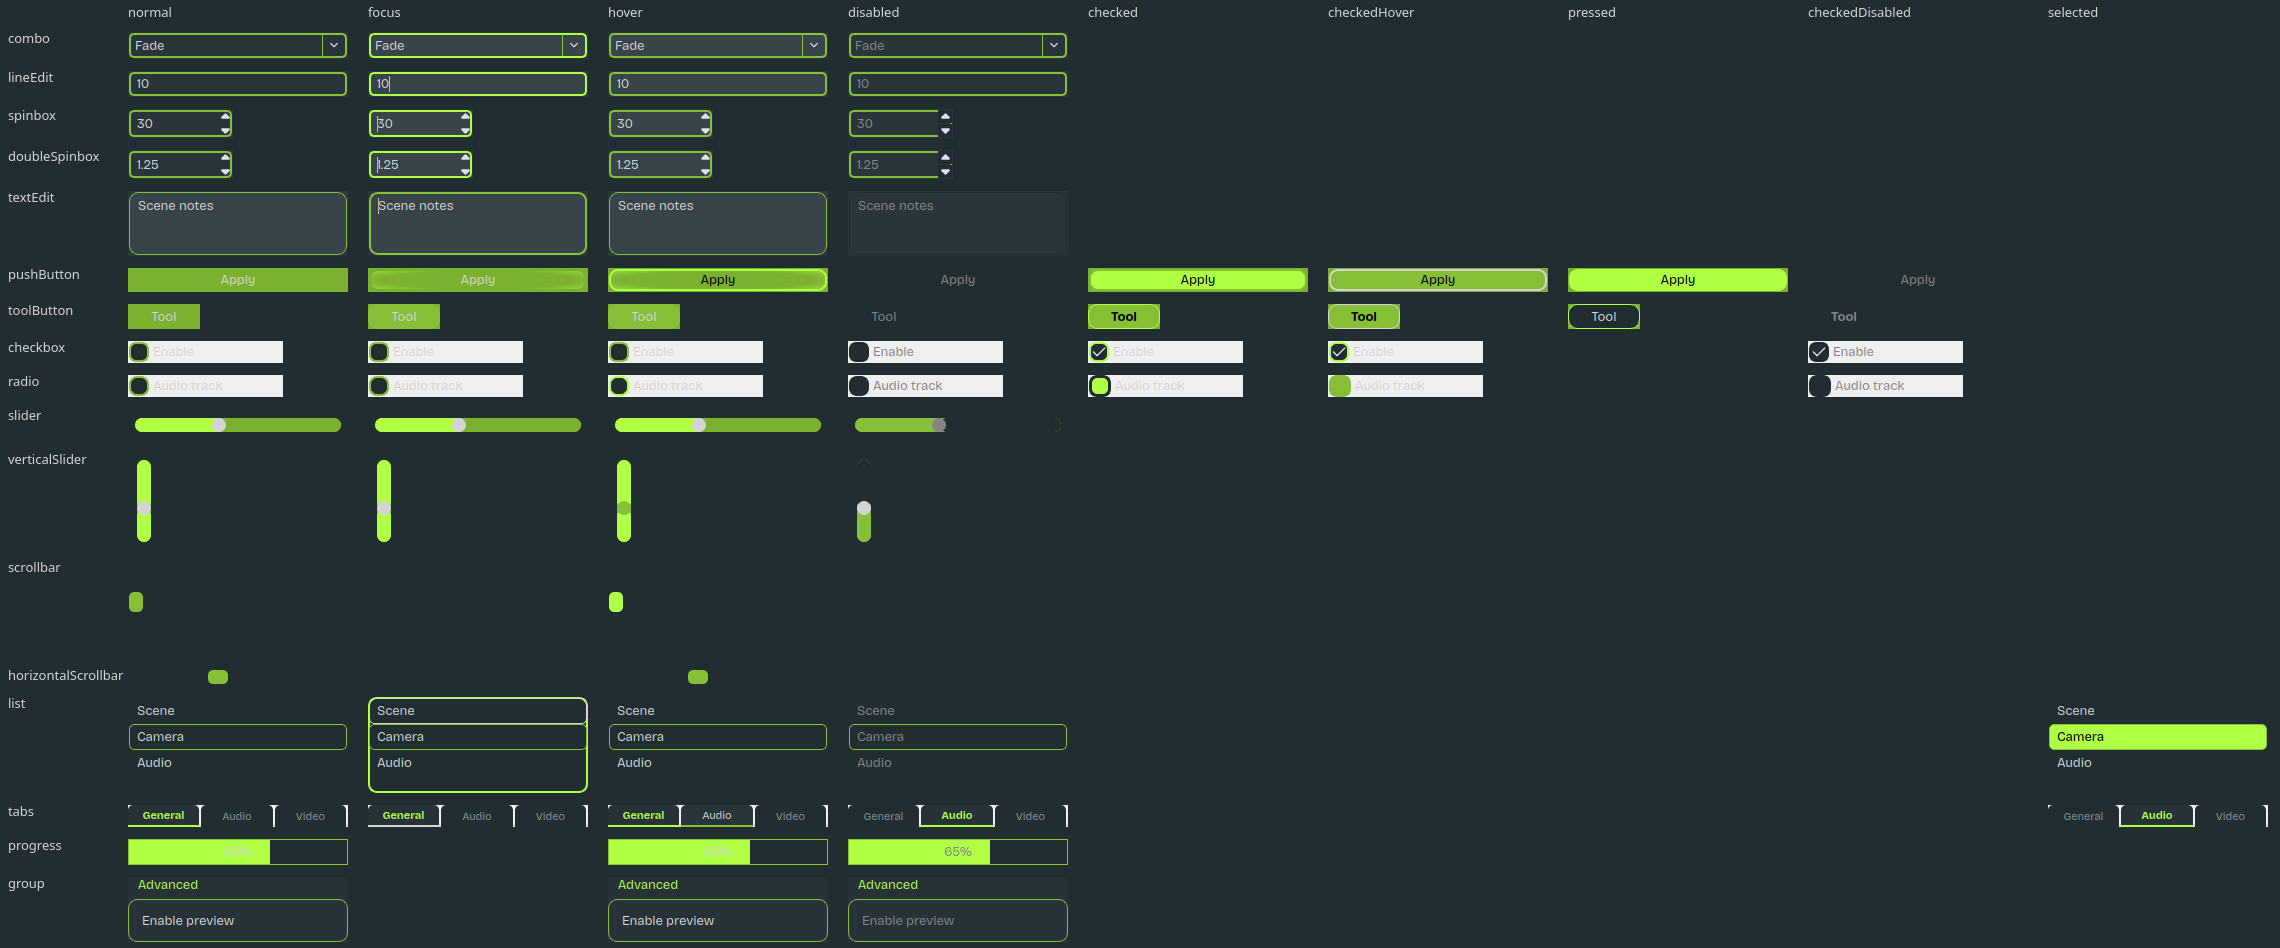 normal focus hover disabled checked checkedHover pressed checkedDisabled selected
combo Fade Fade Fade Fade
lineEdit 10 10 10 10
spinbox 30 30 30 30
doubleSpinbox 1.25 1.25 1.25 1.25
textEdit Scene notes Scene notes Scene notes Scene notes
pushButton Apply Apply Apply Apply Apply Apply Apply Apply
toolButton Tool Tool Tool Tool Tool Tool Tool Tool
checkbox Enable Enable Enable Enable Enable Enable Enable
radio Audio track Audio track Audio track Audio track Audio track Audio track Audio track
slider
verticalSlider
scrollbar
horizontalScrollbar
list Scene Scene Scene Scene Scene
Camera Camera Camera Camera Camera
Audio Audio Audio Audio Audio
tabs General Audio Video General Audio Video General Audio Video General Audio Video General Audio Video
progress 65%
group Advanced Advanced Advanced
Enable preview Enable preview Enable preview